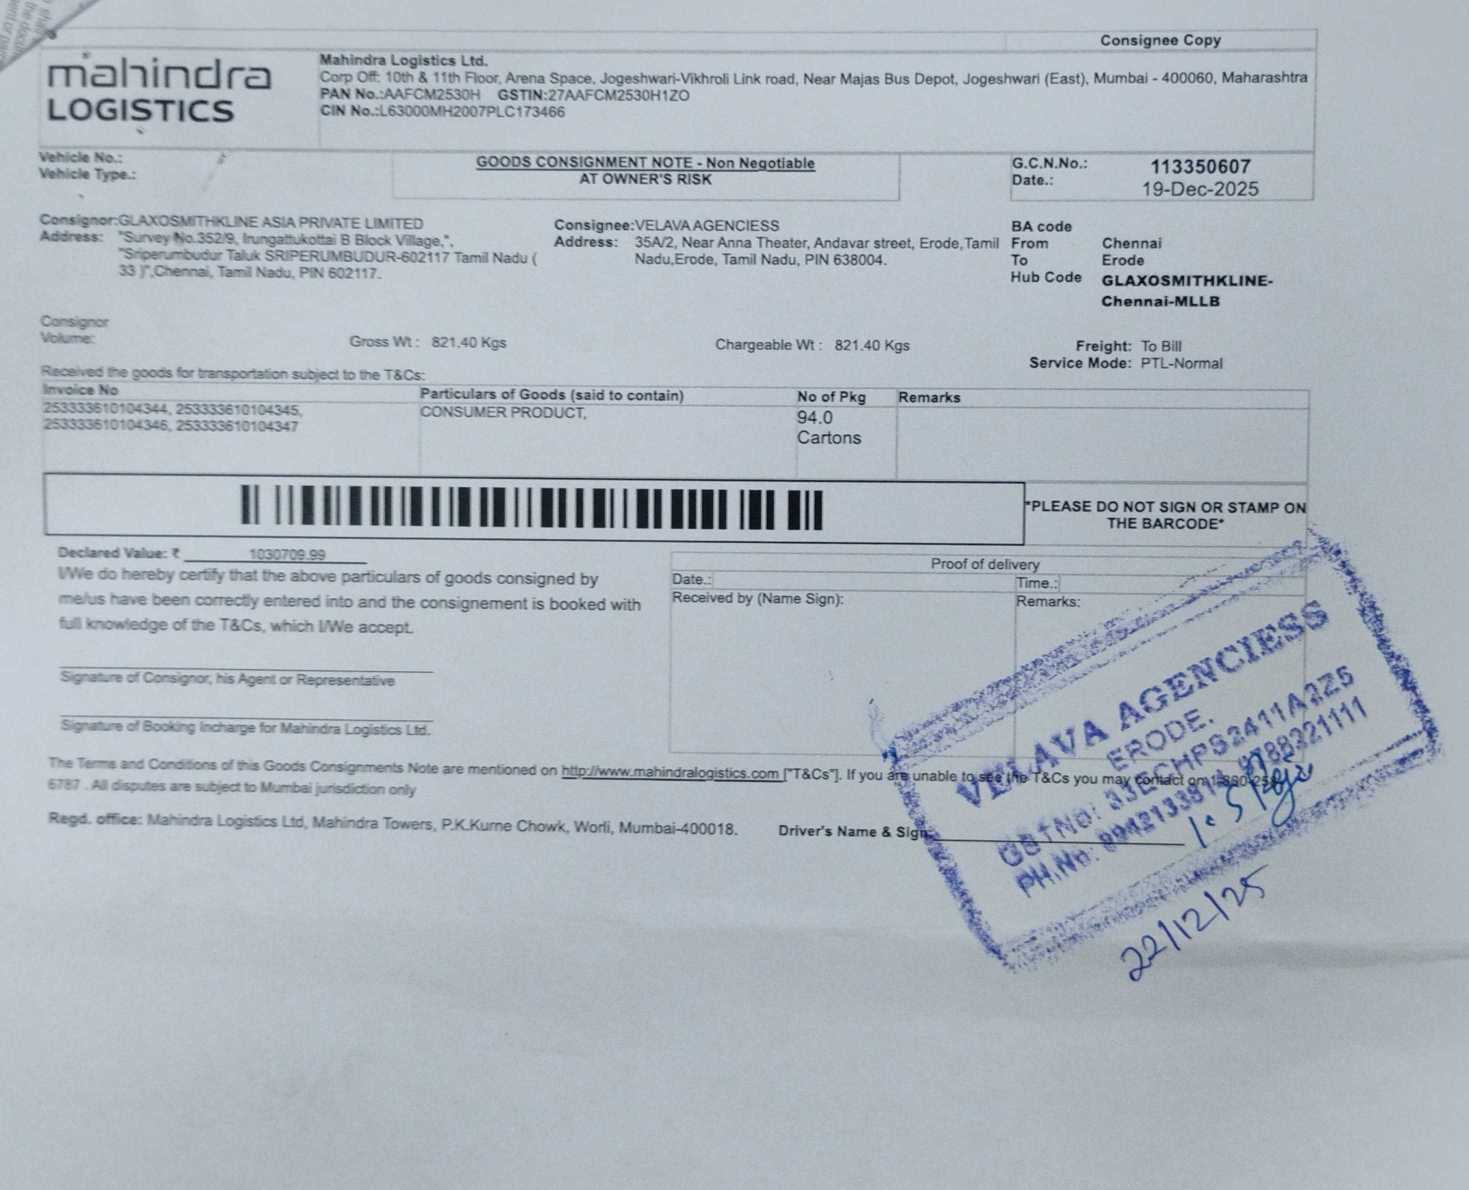 Consignee Copy
mahindra
LOGISTICS
Mahindra Logistics Ltd.
Corp Off: 10th & 11th Floor, Arena Space, Jogeshwari-Vikhroli Link road, Near Majas Bus Depot, Jogeshwari (East), Mumbai - 400060, Maharashtra
PAN No.:AAFCM2530H GSTIN:27AAFCM2530H1ZO
CIN No.:L63000MH2007PLC173466
Vehicle No.:
Vehicle Type.:
GOODS CONSIGNMENT NOTE - Non Negotiable
AT OWNER'S RISK
G.C.N.No.: 113350607
Date.: 19-Dec-2025
Consignor:GLAXOSMITHKLINE ASIA PRIVATE LIMITED
Address: "Survey No.352/9, Irungattukottai B Block Village,",
"Sriperumbudur Taluk SRIPERUMBUDUR-602117 Tamil Nadu (
33 )",Chennai, Tamil Nadu, PIN 602117.
Consignee:VELAVA AGENCIESS
Address: 35A/2, Near Anna Theater, Andavar street, Erode,Tamil
Nadu,Erode, Tamil Nadu, PIN 638004.
BA code
From Chennai
To Erode
Hub Code GLAXOSMITHKLINE-
Chennai-MLLB
Consignor
Volume:
Gross Wt : 821.40 Kgs
Chargeable Wt : 821.40 Kgs
Freight: To Bill
Service Mode: PTL-Normal
Received the goods for transportation subject to the T&Cs:
Invoice No Particulars of Goods (said to contain) No of Pkg Remarks
253333610104344, 253333610104345, CONSUMER PRODUCT, 94.0
253333610104346, 253333610104347 Cartons
*PLEASE DO NOT SIGN OR STAMP ON
THE BARCODE*
Declared Value: ₹ 1030709.99
I/We do hereby certify that the above particulars of goods consigned by
me/us have been correctly entered into and the consignement is booked with
full knowledge of the T&Cs, which I/We accept.
Signature of Consignor, his Agent or Representative
Signature of Booking Incharge for Mahindra Logistics Ltd.
Proof of delivery
Date.: Time.:
Received by (Name Sign): Remarks:
VELAVA AGENCIESS
ERODE.
GST No: 33ECHPS2411A2Z5
PH.No:
22/12/25
The Terms and Conditions of this Goods Consignments Note are mentioned on http://www.mahindralogistics.com ["T&Cs"]. If you are unable to see the T&Cs you may contact on
6787 . All disputes are subject to Mumbai jurisdiction only
Regd. office: Mahindra Logistics Ltd, Mahindra Towers, P.K.Kurne Chowk, Worli, Mumbai-400018.
Driver's Name & Sign